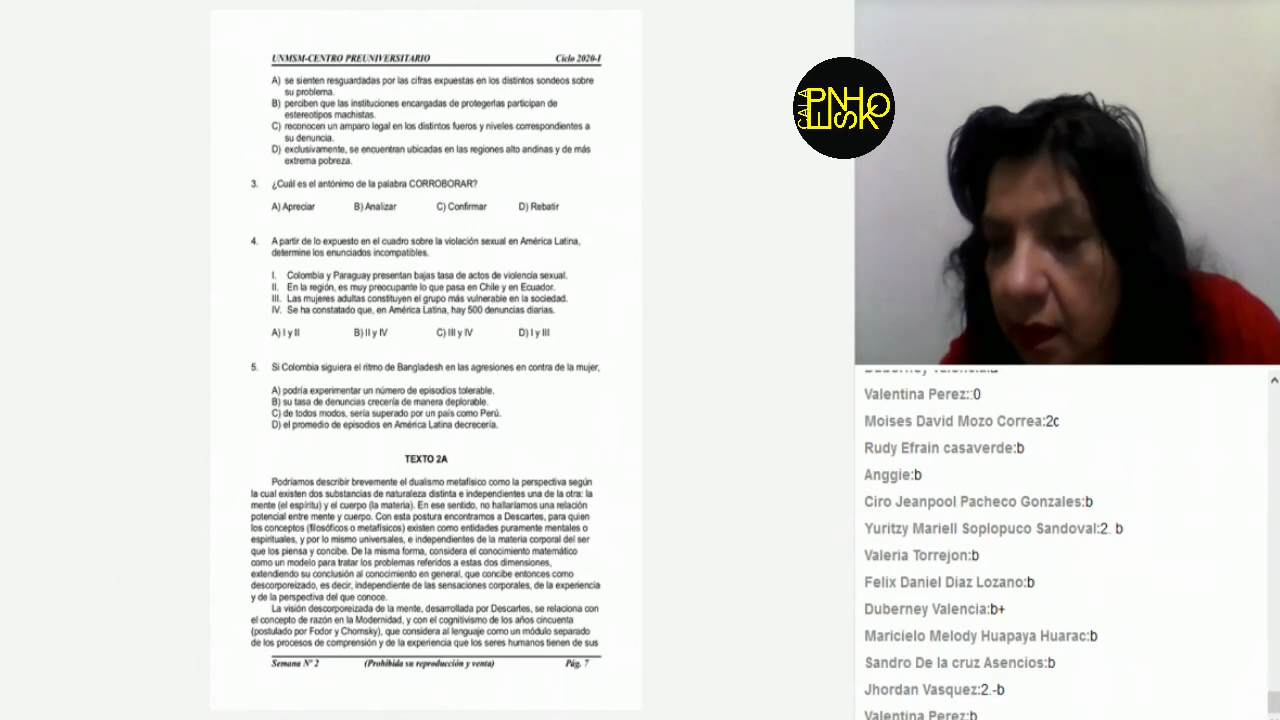 UNMSM-CENTRO PREUNIVERSITARIO Ciclo 2020-I
A) se sienten resguardadas por las cifras expuestas en los distintos sondeos sobre
su problema.
B) perciben que las instituciones encargadas de protegerlas participan de
estereotipos machistas.
C) reconocen un amparo legal en los distintos fueros y niveles correspondientes a
su denuncia.
D) exclusivamente, se encuentran ubicadas en las regiones alto andinas y de más
extrema pobreza.
3. ¿Cuál es el antónimo de la palabra CORROBORAR?
A) Apreciar B) Analizar C) Confirmar D) Rebatir
4. A partir de lo expuesto en el cuadro sobre la violación sexual en América Latina,
determine los enunciados incompatibles.
I. Colombia y Paraguay presentan bajas tasa de actos de violencia sexual.
II. En la región, es muy preocupante lo que pasa en Chile y en Ecuador.
III. Las mujeres adultas constituyen el grupo más vulnerable en la sociedad.
IV. Se ha constatado que, en América Latina, hay 500 denuncias diarias.
A) I y II B) II y IV C) III y IV D) I y III
5. Si Colombia siguiera el ritmo de Bangladesh en las agresiones en contra de la mujer,
A) podría experimentar un número de episodios tolerable.
B) su tasa de denuncias crecería de manera deplorable.
C) de todos modos, sería superado por un país como Perú.
D) el promedio de episodios en América Latina decrecería.
TEXTO 2A
Podríamos describir brevemente el dualismo metafísico como la perspectiva según
la cual existen dos substancias de naturaleza distinta e independientes una de la otra: la
mente (el espíritu) y el cuerpo (la materia). En ese sentido, no hallaríamos una relación
potencial entre mente y cuerpo. Con esta postura encontramos a Descartes, para quien
los conceptos (filosóficos o metafísicos) existen como entidades puramente mentales o
espirituales, y por lo mismo universales, e independientes de la materia corporal del ser
que los piensa y concibe. De la misma forma, considera el conocimiento matemático
como un modelo para tratar los problemas referidos a estas dos dimensiones,
extendiendo su conclusión al conocimiento en general, que concibe entonces como
descorporeizado, es decir, independiente de las sensaciones corporales, de la experiencia
y de la perspectiva del que conoce.
La visión descorporeizada de la mente, desarrollada por Descartes, se relaciona con
el concepto de razón en la Modernidad, y con el cognitivismo de los años cincuenta
(postulado por Fodor y Chomsky), que considera al lenguaje como un módulo separado
de los procesos de comprensión y de la experiencia que los seres humanos tienen de sus
Semana Nº 2 (Prohibida su reproducción y venta) Pág. 7
Valentina Perez::0
Moises David Mozo Correa:2c
Rudy Efrain casaverde:b
Anggie:b
Ciro Jeanpool Pacheco Gonzales:b
Yuritzy Mariell Soplopuco Sandoval:2. b
Valeria Torrejon:b
Felix Daniel Diaz Lozano:b
Duberney Valencia:b+
Maricielo Melody Huapaya Huarac:b
Sandro De la cruz Asencios:b
Jhordan Vasquez:2.-b
Valentina Perez:b